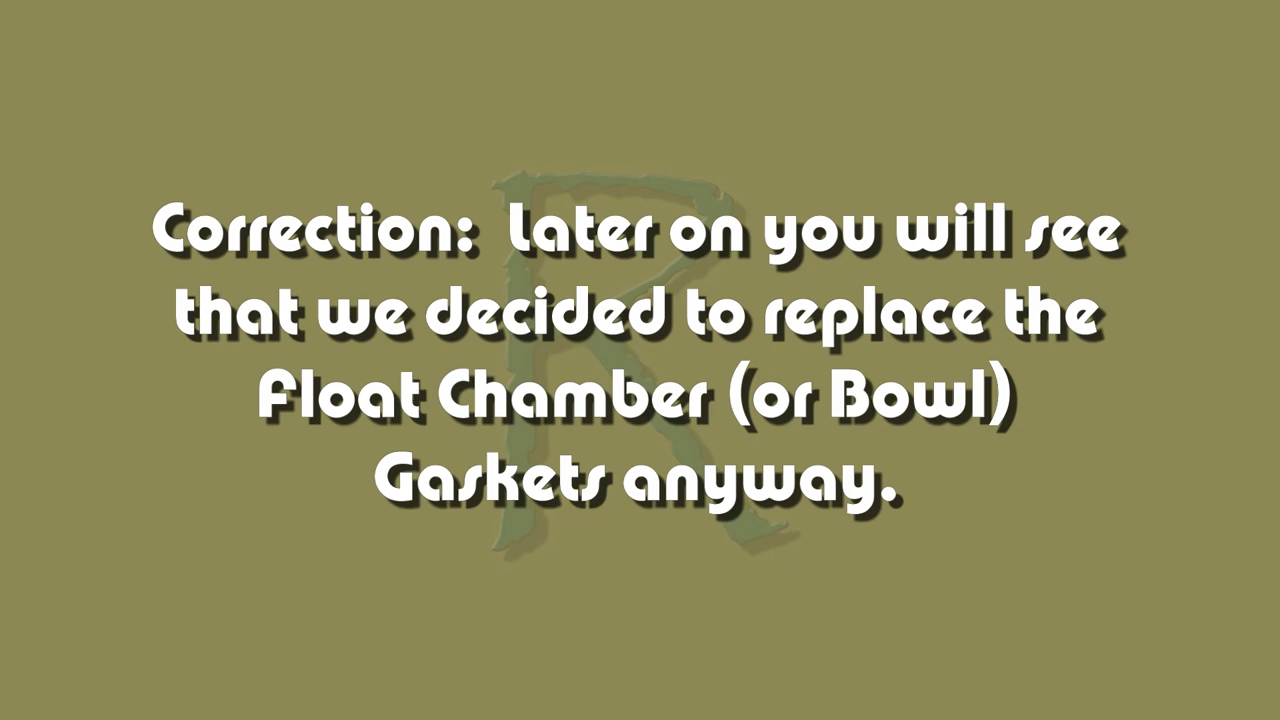 Correction:  Later on you will see
that we decided to replace the
Float Chamber (or Bowl)
Gaskets anyway.
R